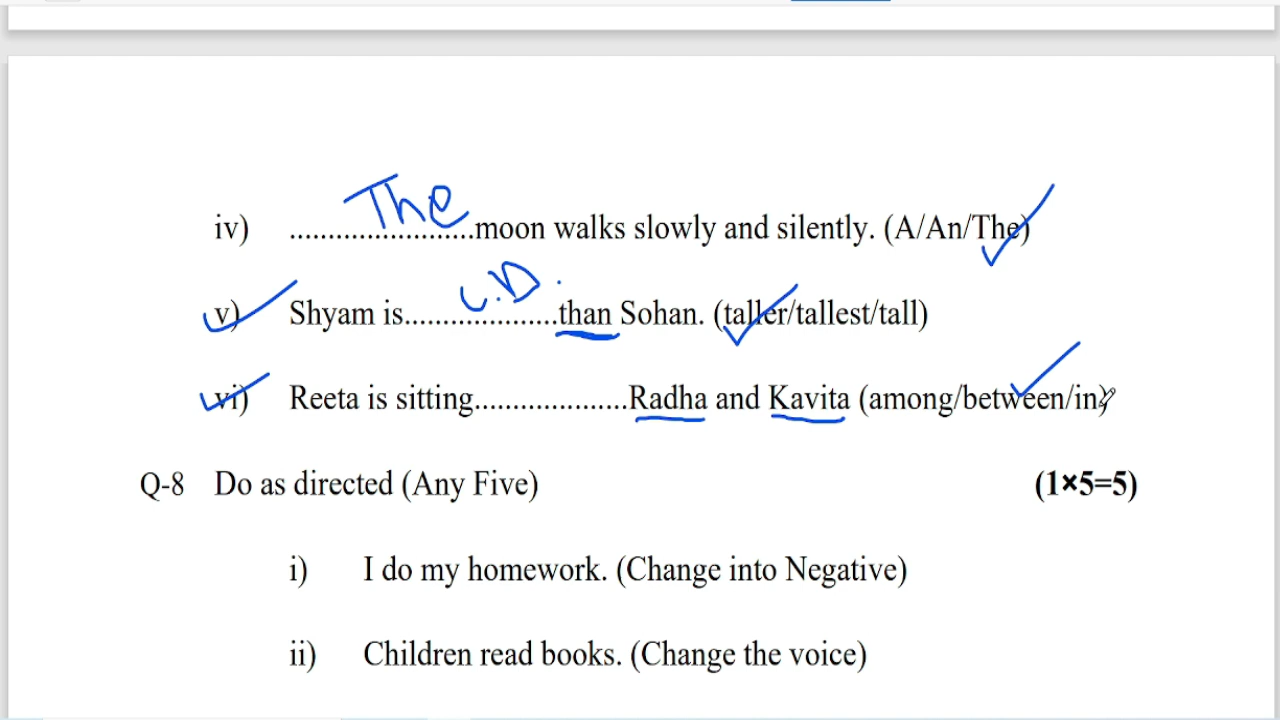 The
iv) ........................moon walks slowly and silently. (A/An/The)
C.D.
v) Shyam is....................than Sohan. (taller/tallest/tall)
vi) Reeta is sitting....................Radha and Kavita (among/between/in)
Q-8 Do as directed (Any Five) (1×5=5)
i) I do my homework. (Change into Negative)
ii) Children read books. (Change the voice)